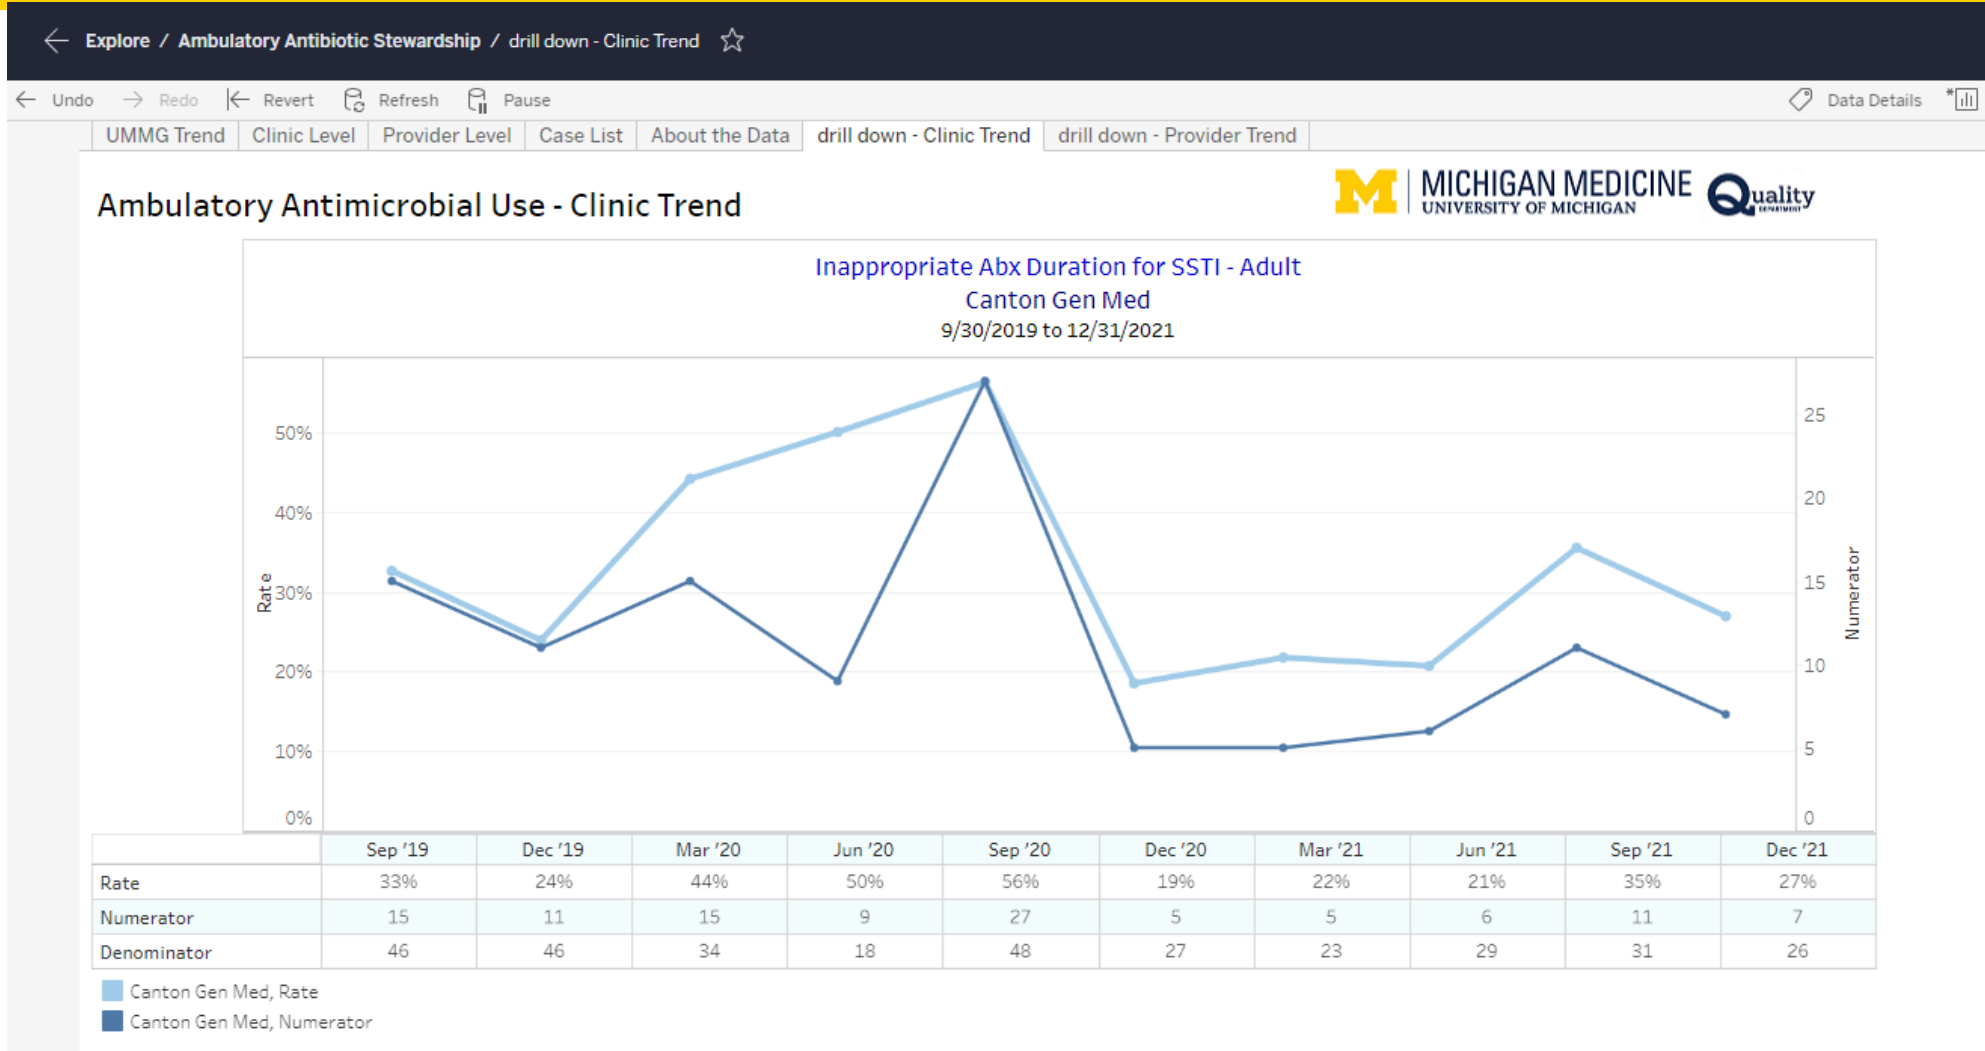 Explore / Ambulatory Antibiotic Stewardship / drill down - Clinic Trend
Undo Redo Revert Refresh Pause Data Details
UMMG Trend Clinic Level Provider Level Case List About the Data drill down - Clinic Trend drill down - Provider Trend
Ambulatory Antimicrobial Use - Clinic Trend
M MICHIGAN MEDICINE
UNIVERSITY OF MICHIGAN
Quality
DEPARTMENT
Inappropriate Abx Duration for SSTI - Adult
Canton Gen Med
9/30/2019 to 12/31/2021
Rate
50%
40%
30%
20%
10%
0%
25
20
15
10
5
0
Numerator
Sep '19 Dec '19 Mar '20 Jun '20 Sep '20 Dec '20 Mar '21 Jun '21 Sep '21 Dec '21
Rate 33% 24% 44% 50% 56% 19% 22% 21% 35% 27%
Numerator 15 11 15 9 27 5 5 6 11 7
Denominator 46 46 34 18 48 27 23 29 31 26
Canton Gen Med, Rate
Canton Gen Med, Numerator